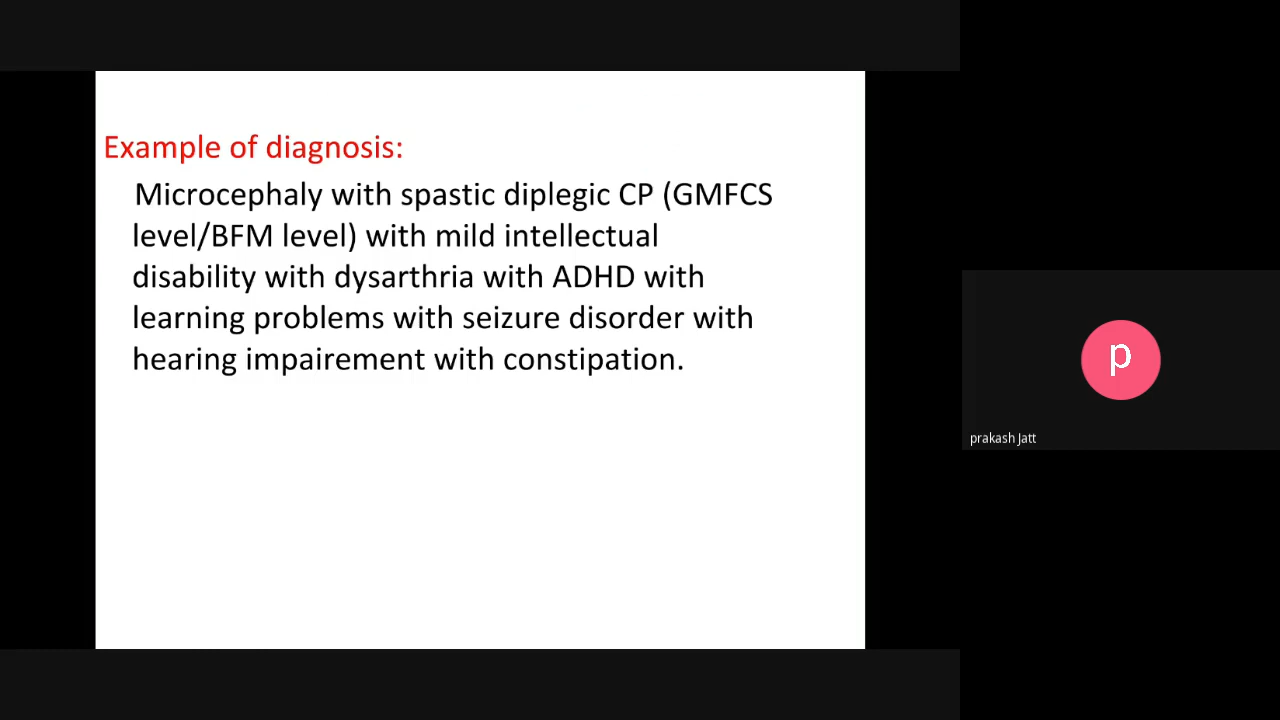 Example of diagnosis:
Microcephaly with spastic diplegic CP (GMFCS
level/BFM level) with mild intellectual
disability with dysarthria with ADHD with
learning problems with seizure disorder with
hearing impairement with constipation.
p
prakash Jatt